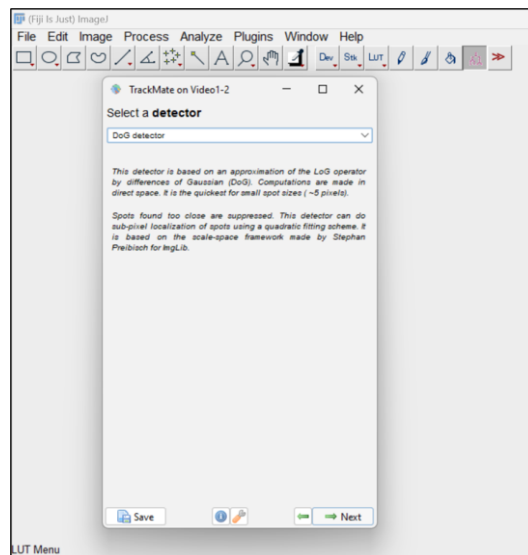 (Fiji Is Just) ImageJ
File Edit Image Process Analyze Plugins Window Help
A Dev Stk LUT
TrackMate on Video1-2
Select a detector
DoG detector
This detector is based on an approximation of the LoG operator
by differences of Gaussian (DoG). Computations are made in
direct space. It is the quickest for small spot sizes ( ~5 pixels).
Spots found too close are suppressed. This detector can do
sub-pixel localization of spots using a quadratic fitting scheme. It
is based on the scale-space framework made by Stephan
Preibisch for ImgLib.
Save Next
LUT Menu